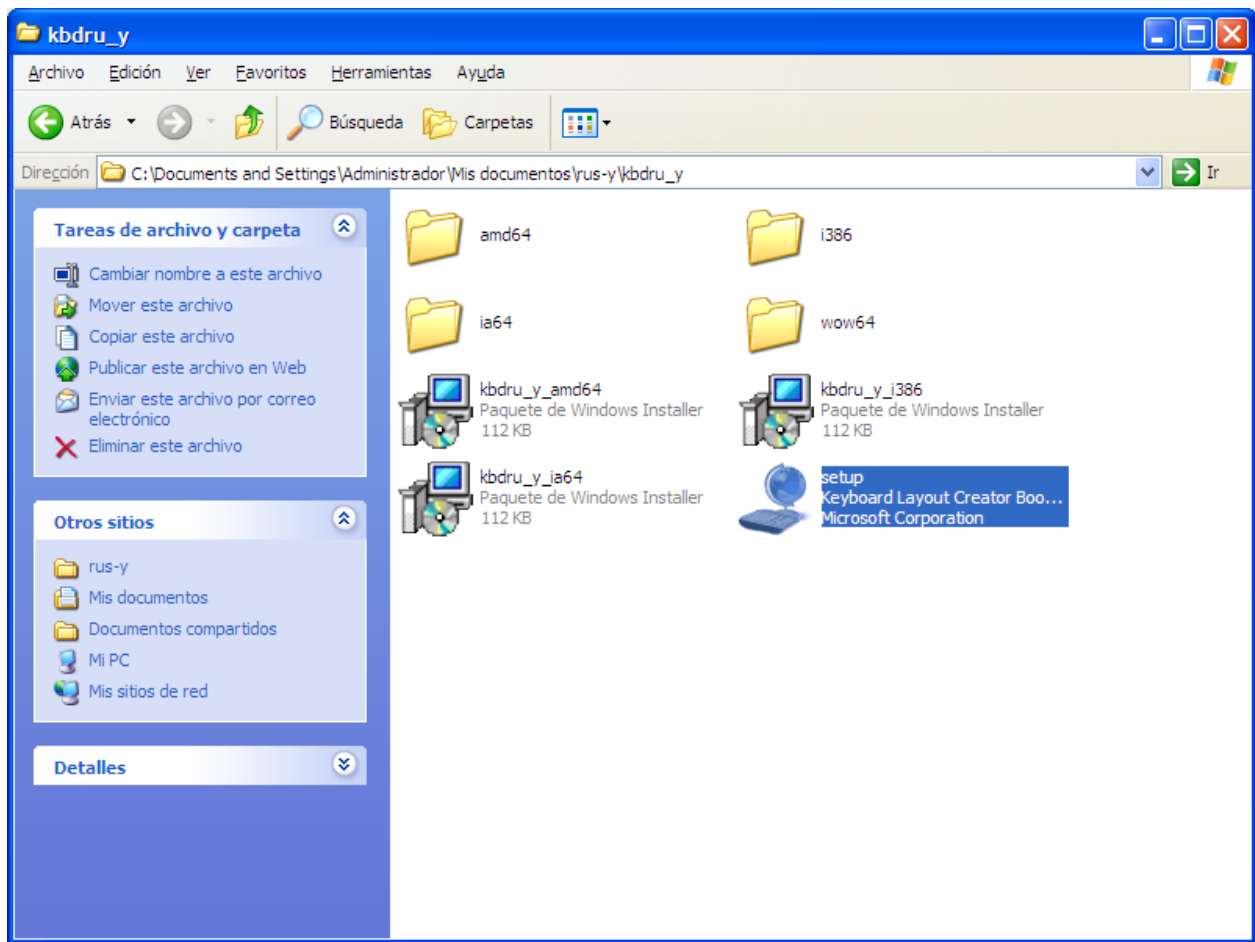 kbdru_y
Archivo Edición Ver Favoritos Herramientas Ayuda
Atrás Búsqueda Carpetas
Dirección C:\Documents and Settings\Administrador\Mis documentos\rus-y\kbdru_y Ir
Tareas de archivo y carpeta
Cambiar nombre a este archivo
Mover este archivo
Copiar este archivo
Publicar este archivo en Web
Enviar este archivo por correo
electrónico
Eliminar este archivo
Otros sitios
rus-y
Mis documentos
Documentos compartidos
Mi PC
Mis sitios de red
Detalles
amd64
i386
ia64
wow64
kbdru_y_amd64
Paquete de Windows Installer
112 KB
kbdru_y_i386
Paquete de Windows Installer
112 KB
kbdru_y_ia64
Paquete de Windows Installer
112 KB
setup
Keyboard Layout Creator Boo...
Microsoft Corporation